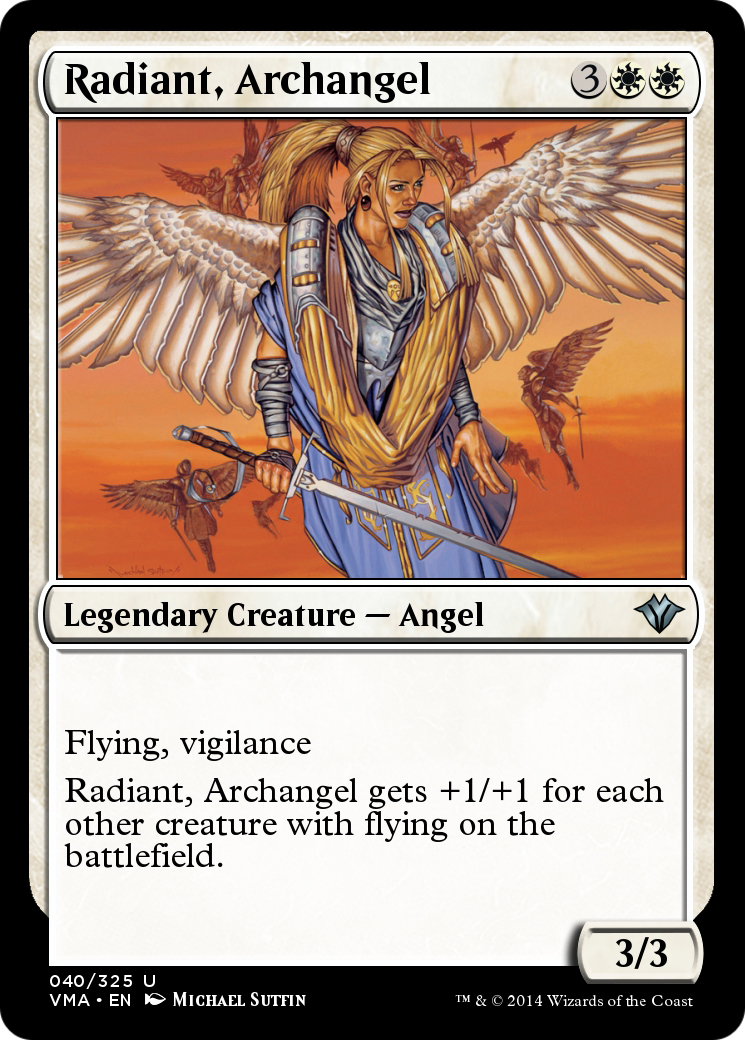 Radiant, Archangel 3
Legendary Creature — Angel
Flying, vigilance
Radiant, Archangel gets +1/+1 for each
other creature with flying on the
battlefield.
3/3
040/325 U
VMA • EN Michael Sutfin
™ & © 2014 Wizards of the Coast